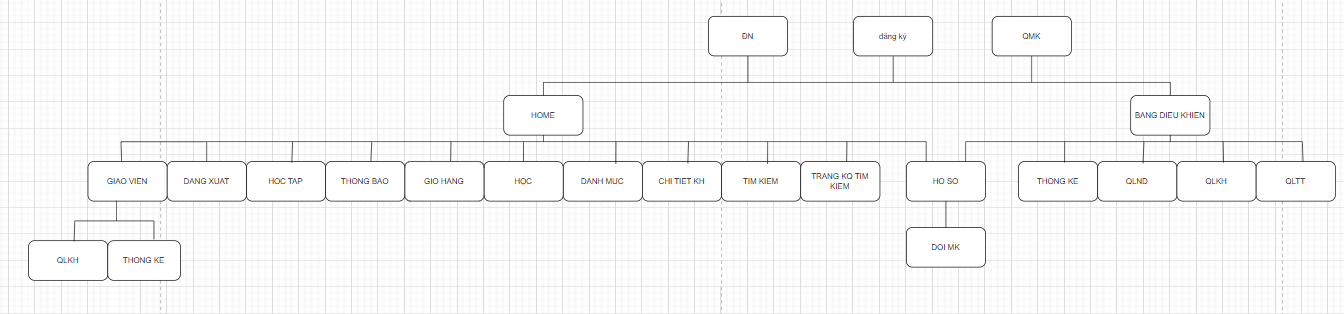 ĐN
đăng ký
QMK
HOME
BANG DIEU KHIEN
GIAO VIEN
DANG XUAT
HOC TAP
THONG BAO
GIO HANG
HỌC
DANH MUC
CHI TIET KH
TIM KIEM
TRANG KQ TIM
KIEM
HO SO
THONG KE
QLND
QLKH
QLTT
QLKH
THONG KE
DOI MK